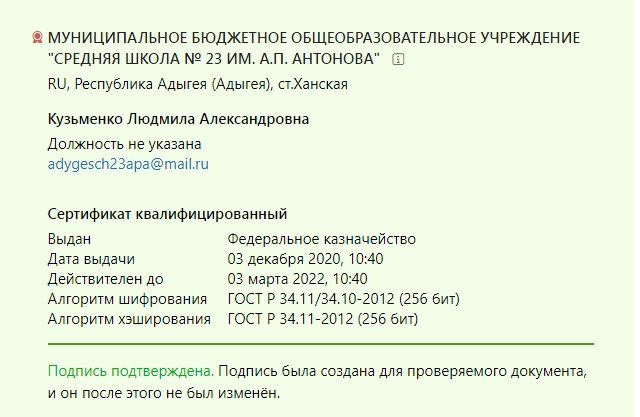 МУНИЦИПАЛЬНОЕ БЮДЖЕТНОЕ ОБЩЕОБРАЗОВАТЕЛЬНОЕ УЧРЕЖДЕНИЕ
"СРЕДНЯЯ ШКОЛА № 23 ИМ. А.П. АНТОНОВА"
RU, Республика Адыгея (Адыгея), ст.Ханская
Кузьменко Людмила Александровна
Должность не указана
adygesch23apa@mail.ru
Сертификат квалифицированный
Выдан Федеральное казначейство
Дата выдачи 03 декабря 2020, 10:40
Действителен до 03 марта 2022, 10:40
Алгоритм шифрования ГОСТ Р 34.11/34.10-2012 (256 бит)
Алгоритм хэширования ГОСТ Р 34.11-2012 (256 бит)
Подпись подтверждена. Подпись была создана для проверяемого документа,
и он после этого не был изменён.